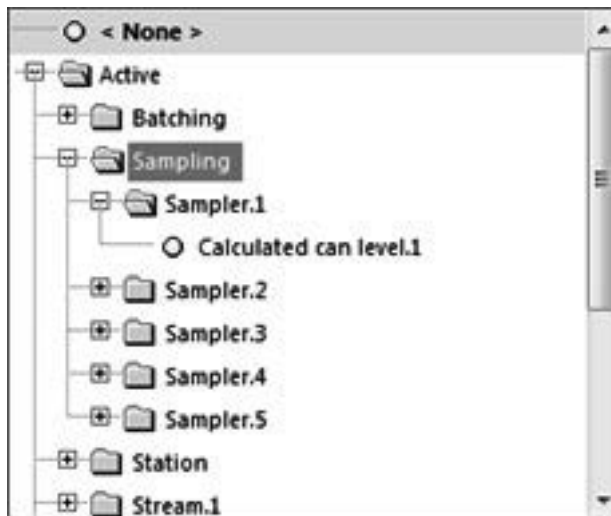 < None >
Active
Batching
Sampling
Sampler.1
Calculated can level.1
Sampler.2
Sampler.3
Sampler.4
Sampler.5
Station
Stream.1